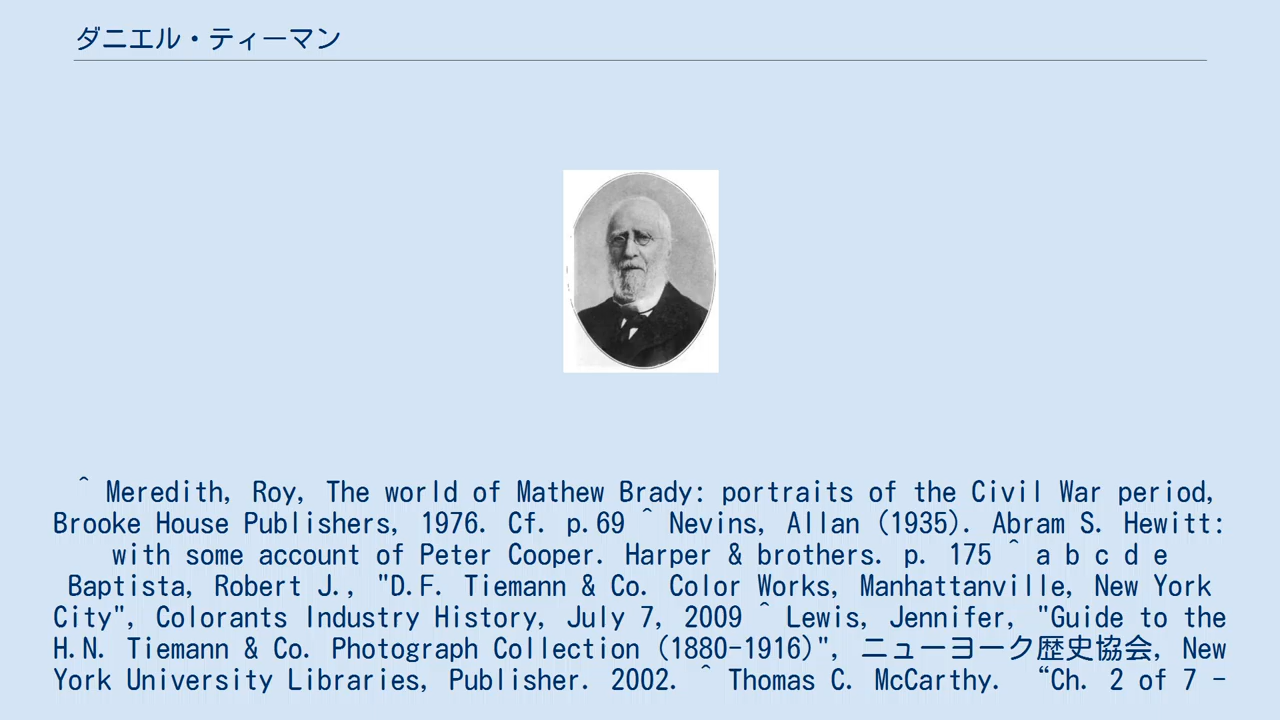 ダニエル・ティーマン
^ Meredith, Roy, The world of Mathew Brady: portraits of the Civil War period,
Brooke House Publishers, 1976. Cf. p.69 ^ Nevins, Allan (1935). Abram S. Hewitt:
with some account of Peter Cooper. Harper & brothers. p. 175 ^ a b c d e
Baptista, Robert J., "D.F. Tiemann & Co. Color Works, Manhattanville, New York
City", Colorants Industry History, July 7, 2009 ^ Lewis, Jennifer, "Guide to the
H.N. Tiemann & Co. Photograph Collection (1880-1916)", ニューヨーク歴史協会, New
York University Libraries, Publisher. 2002. ^ Thomas C. McCarthy. “Ch. 2 of 7 -